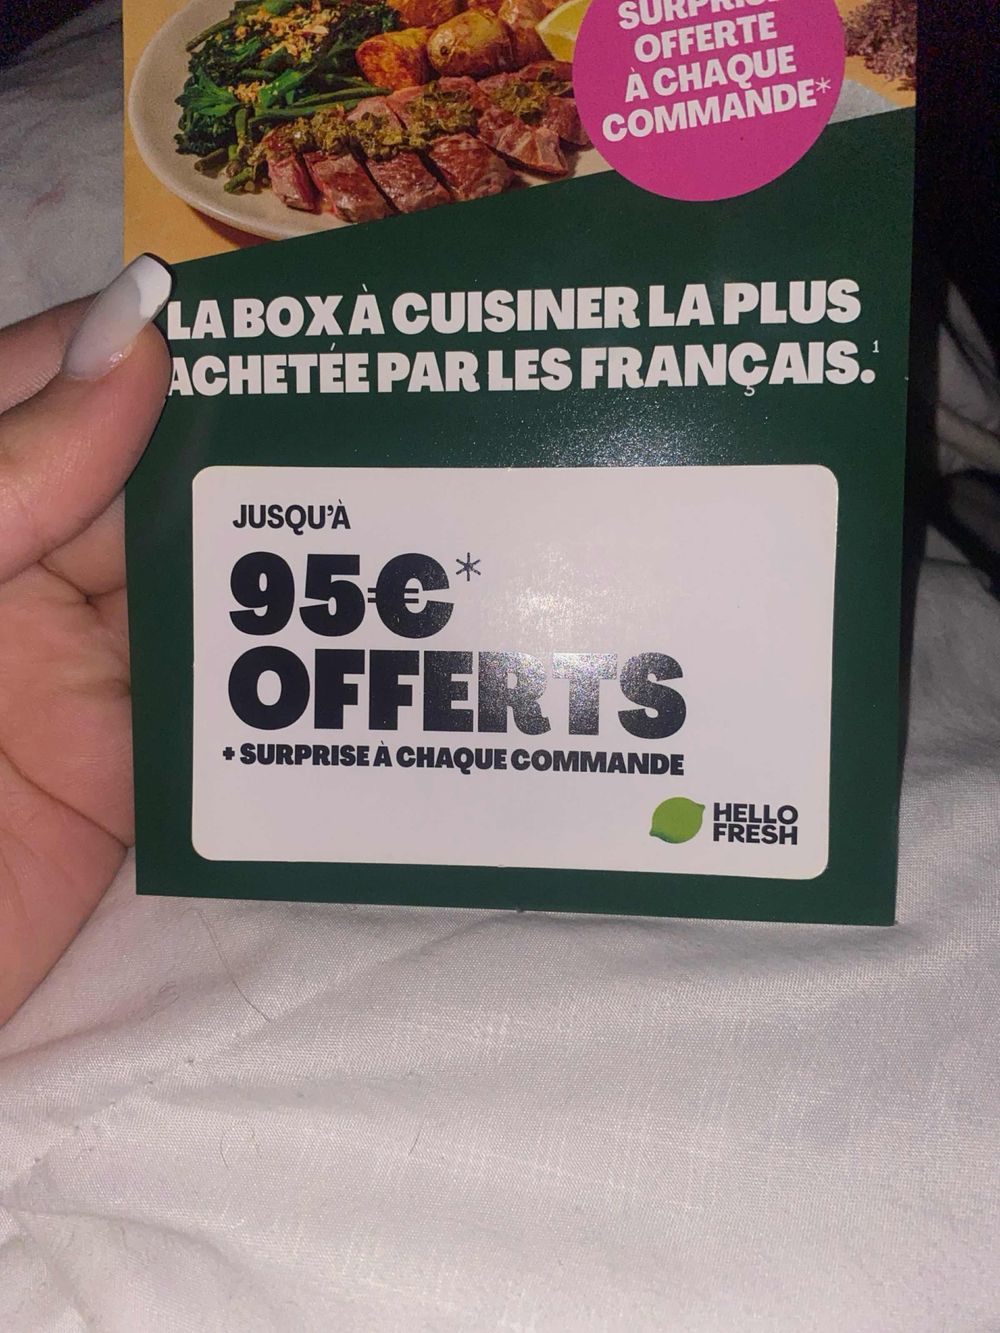 SURPRISE
OFFERTE
À CHAQUE
COMMANDE*
LA BOX À CUISINER LA PLUS
ACHETÉE PAR LES FRANÇAIS.¹
JUSQU'À
95€*
OFFERTS
+ SURPRISE À CHAQUE COMMANDE
HELLO
FRESH